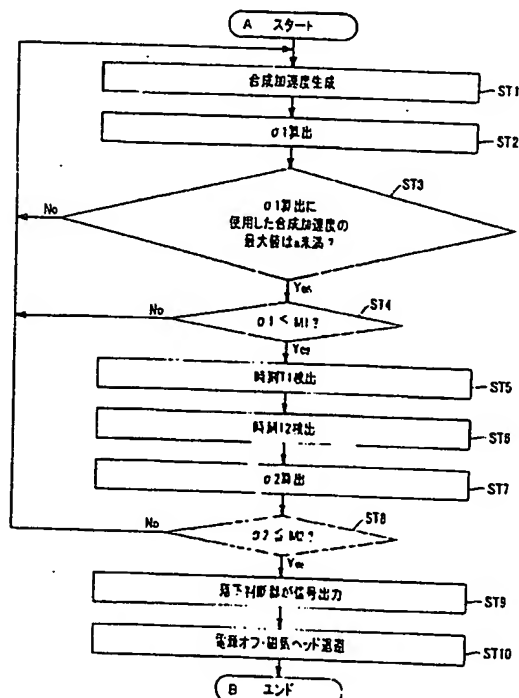 A スタート
合成加速度生成
ST1
σ1算出
ST2
ST3
No
σ1算出に
使用した合成加速度の
最大値はa未満?
Yes
ST4
No
σ1 < M1?
Yes
時刻T1検出
ST5
時刻T2検出
ST6
σ2算出
ST7
ST8
No
σ2 ≦ M2?
Yes
落下判断部が信号出力
ST9
電源オフ・磁気ヘッド退避
ST10
B エンド